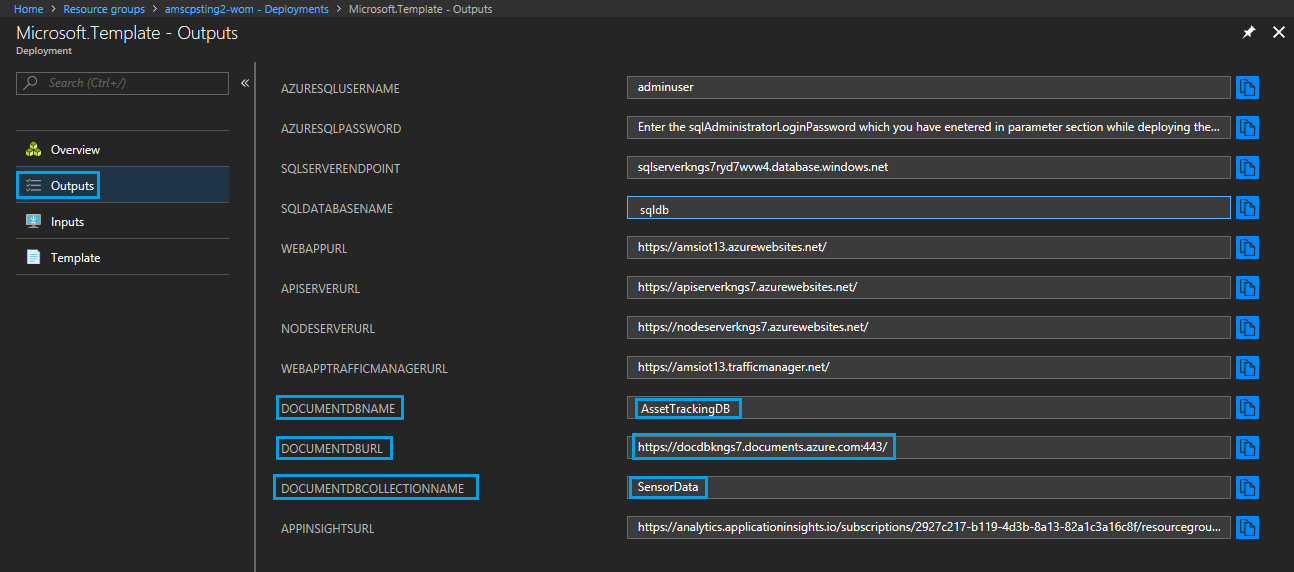 Home > Resource groups > amscpsting2-wom - Deployments > Microsoft.Template - Outputs
Microsoft.Template - Outputs
Deployment
Search (Ctrl+/)
Overview
Outputs
Inputs
Template
AZURESQLUSERNAME adminuser
AZURESQLPASSWORD Enter the sqlAdministratorLoginPassword which you have enetered in parameter section while deploying the...
SQLSERVERENDPOINT sqlserverkngs7ryd7wvw4.database.windows.net
SQLDATABASENAME sqldb
WEBAPPURL https://amsiot13.azurewebsites.net/
APISERVERURL https://apiserverkngs7.azurewebsites.net/
NODESERVERURL https://nodeserverkngs7.azurewebsites.net/
WEBAPPTRAFFICMANAGERURL https://amsiot13.trafficmanager.net/
DOCUMENTDBNAME AssetTrackingDB
DOCUMENTDBURL https://docdbkngs7.documents.azure.com:443/
DOCUMENTDBCOLLECTIONNAME SensorData
APPINSIGHTSURL https://analytics.applicationinsights.io/subscriptions/2927c217-b119-4d3b-8a13-82a1c3a16c8f/resourcegrou...